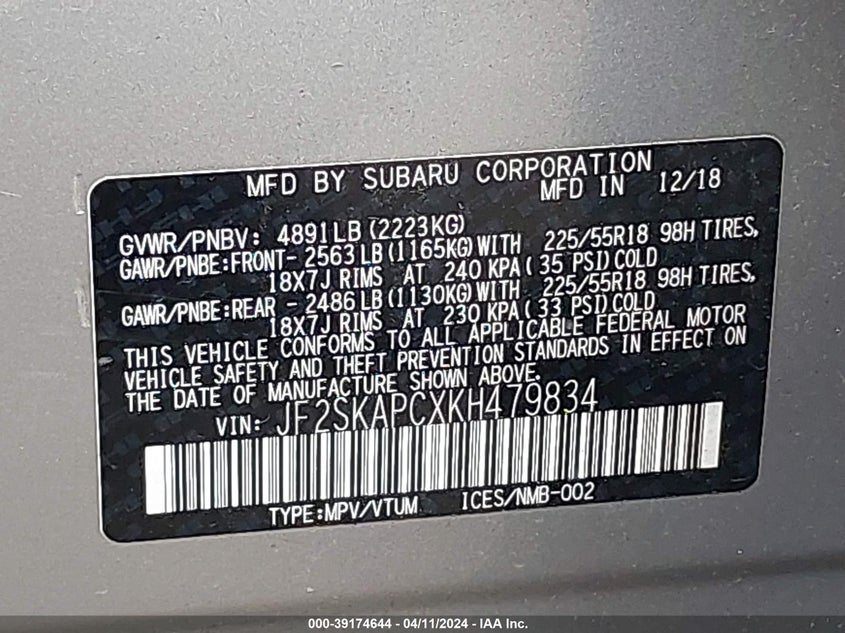 MFD BY SUBARU CORPORATION
MFD IN 12/18
GVWR/PNBV: 4891LB (2223KG)
GAWR/PNBE:FRONT- 2563 LB (1165KG) WITH 225/55R18 98H TIRES,
18X7J RIMS AT 240 KPA ( 35 PSI) COLD
GAWR/PNBE:REAR - 2486 LB (1130KG) WITH 225/55R18 98H TIRES,
18X7J RIMS AT 230 KPA ( 33 PSI) COLD
THIS VEHICLE CONFORMS TO ALL APPLICABLE FEDERAL MOTOR
VEHICLE SAFETY AND THEFT PREVENTION STANDARDS IN EFFECT ON
THE DATE OF MANUFACTURE SHOWN ABOVE.
VIN: JF2SKAPCXKH479834
TYPE:MPV/VTUM ICES/NMB-002
000-39174644 - 04/11/2024 - IAA Inc.